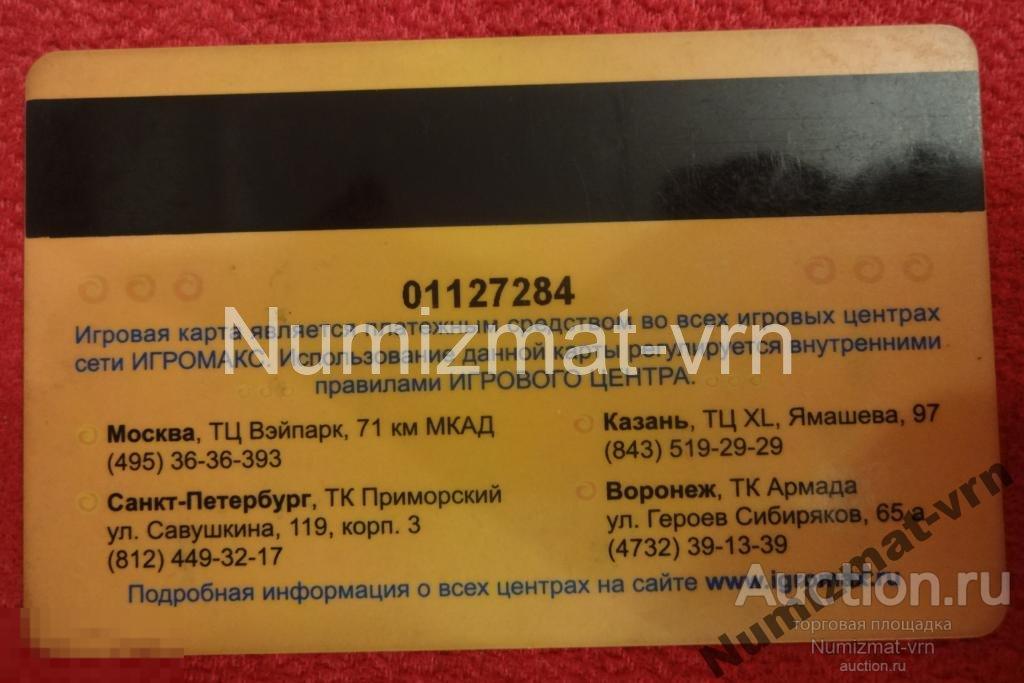 01127284
Игровая карта является платежным средством во всех игровых центрах
сети ИГРОМАКС. Использование данной карты регулируется внутренними
правилами ИГРОВОГО ЦЕНТРА.
Numizmat-vrn
Москва, ТЦ Вэйпарк, 71 км МКАД
(495) 36-36-393
Санкт-Петербург, ТК Приморский
ул. Савушкина, 119, корп. 3
(812) 449-32-17
Казань, ТЦ XL, Ямашева, 97
(843) 519-29-29
Воронеж, ТК Армада
ул. Героев Сибиряков, 65 а
(4732) 39-13-39
Подробная информация о всех центрах на сайте
Numizmat-vrn
Auction.ru
торговая площадка
Numizmat-vrn
auction.ru